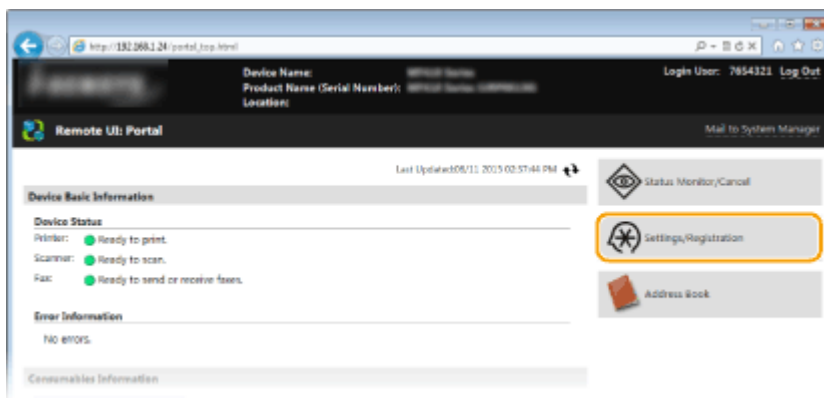 http://192.168.1.24/portal_top.html
Device Name:
Product Name (Serial Number):
Location:
Login User: 7654321 Log Out
Remote UI: Portal
Mail to System Manager
Last Updated:08/11 2015 02:57:44 PM
Device Basic Information
Device Status
Printer: Ready to print.
Scanner: Ready to scan.
Fax: Ready to send or receive faxes.
Error Information
No errors.
Consumables Information
Status Monitor/Cancel
Settings/Registration
Address Book